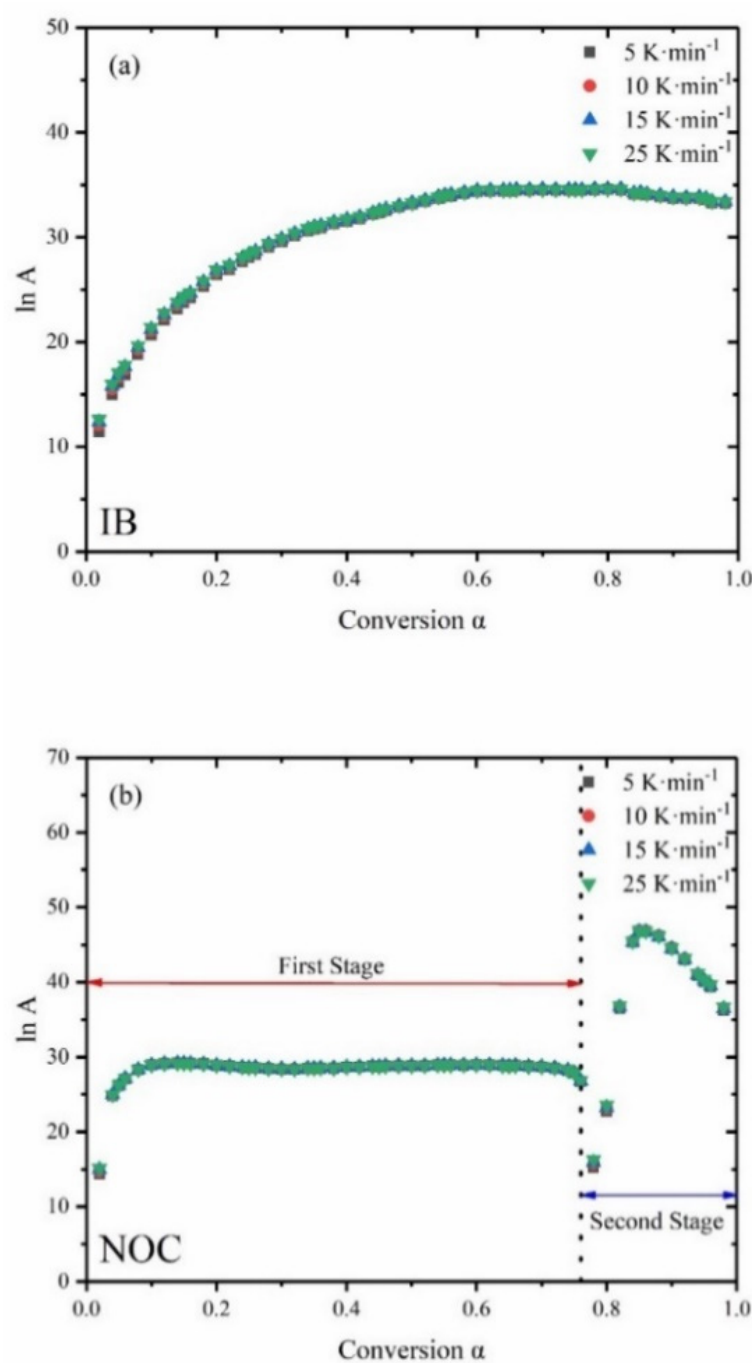 (a)
5 K·min⁻¹
10 K·min⁻¹
15 K·min⁻¹
25 K·min⁻¹
50
40
30
20
10
0
ln A
IB
0.0 0.2 0.4 0.6 0.8 1.0
Conversion α
(b)
5 K·min⁻¹
10 K·min⁻¹
15 K·min⁻¹
25 K·min⁻¹
70
60
50
40
30
20
10
0
ln A
First Stage
Second Stage
NOC
0.0 0.2 0.4 0.6 0.8 1.0
Conversion α